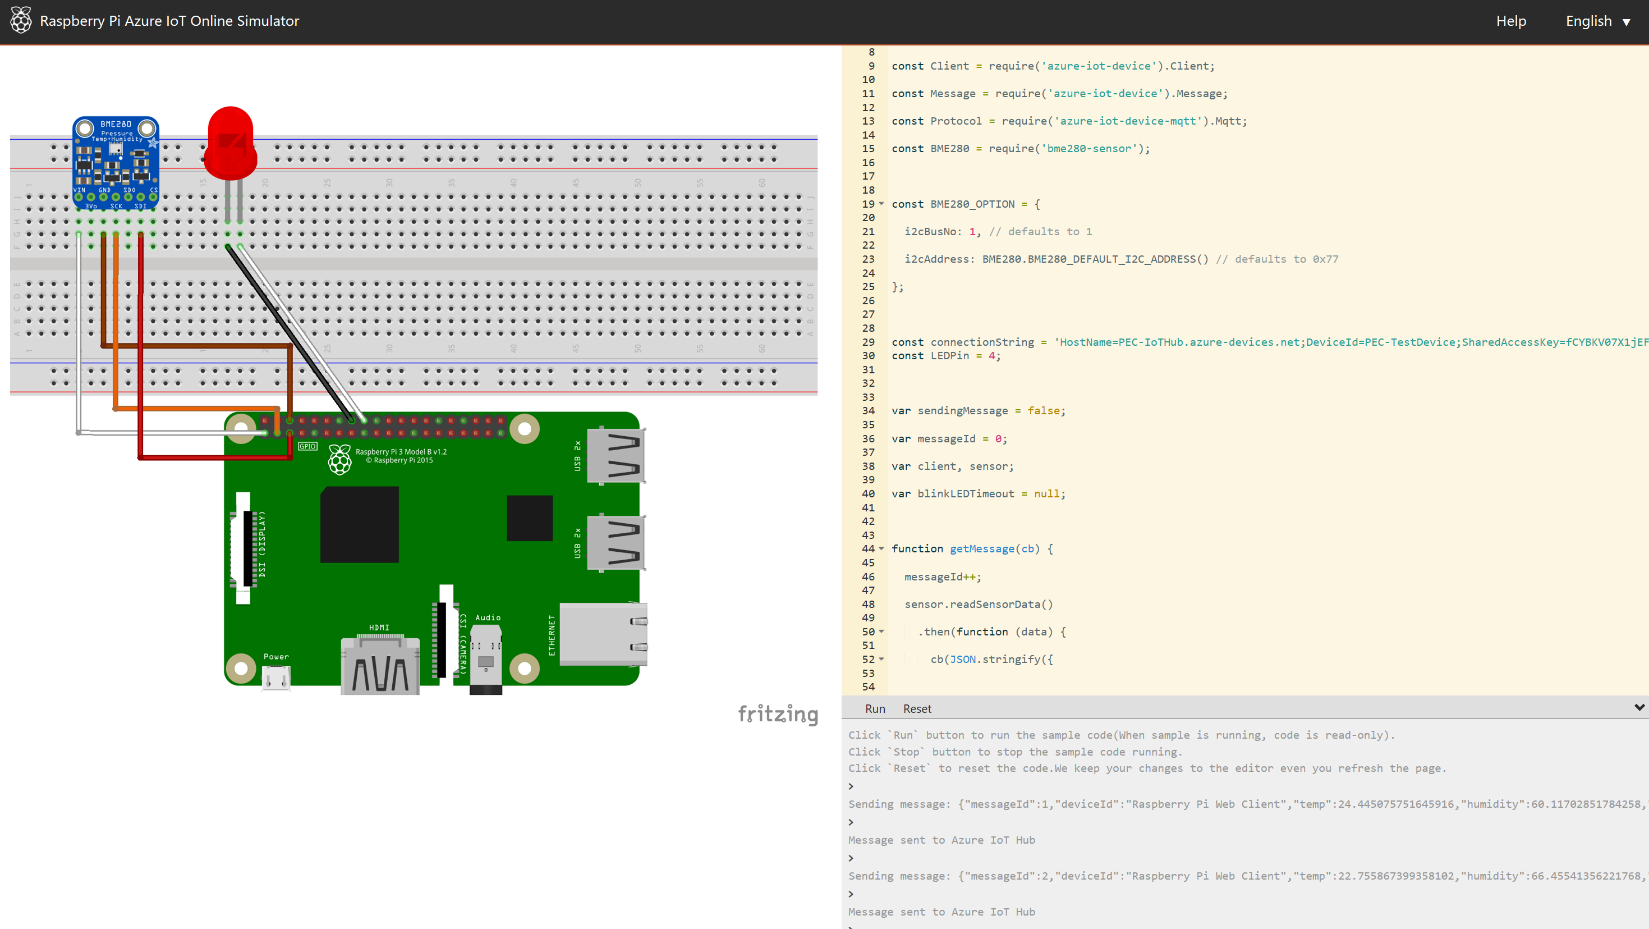 Raspberry Pi Azure IoT Online Simulator
Help
English ▼
BME280
Pressure
Temp+Humidity
VIN GND SDO CS
3Vo SCK SDI
GPIO
Raspberry Pi 3 Model B v1.2
© Raspberry Pi 2015
USB 2x
USB 2x
DSI (DISPLAY)
CSI (CAMERA)
ETHERNET
Audio
HDMI
Power
fritzing
8
9 const Client = require('azure-iot-device').Client;
10
11 const Message = require('azure-iot-device').Message;
12
13 const Protocol = require('azure-iot-device-mqtt').Mqtt;
14
15 const BME280 = require('bme280-sensor');
16
17
18
19 const BME280_OPTION = {
20
21 i2cBusNo: 1, // defaults to 1
22
23 i2cAddress: BME280.BME280_DEFAULT_I2C_ADDRESS() // defaults to 0x77
24
25 };
26
27
28
29 const connectionString = 'HostName=PEC-IoTHub.azure-devices.net;DeviceId=PEC-TestDevice;SharedAccessKey=fCYBKV07X1jEF
30 const LEDPin = 4;
31
32
33
34 var sendingMessage = false;
35
36 var messageId = 0;
37
38 var client, sensor;
39
40 var blinkLEDTimeout = null;
41
42
43
44 function getMessage(cb) {
45
46 messageId++;
47
48 sensor.readSensorData()
49
50 .then(function (data) {
51
52 cb(JSON.stringify({
53
54
Run Reset
Click `Run` button to run the sample code(When sample is running, code is read-only).
Click `Stop` button to stop the sample code running.
Click `Reset` to reset the code.We keep your changes to the editor even you refresh the page.
>
Sending message: {"messageId":1,"deviceId":"Raspberry Pi Web Client","temp":24.445075751645916,"humidity":60.11702851784258,
>
Message sent to Azure IoT Hub
>
Sending message: {"messageId":2,"deviceId":"Raspberry Pi Web Client","temp":22.755867399358102,"humidity":66.45541356221768,
>
Message sent to Azure IoT Hub